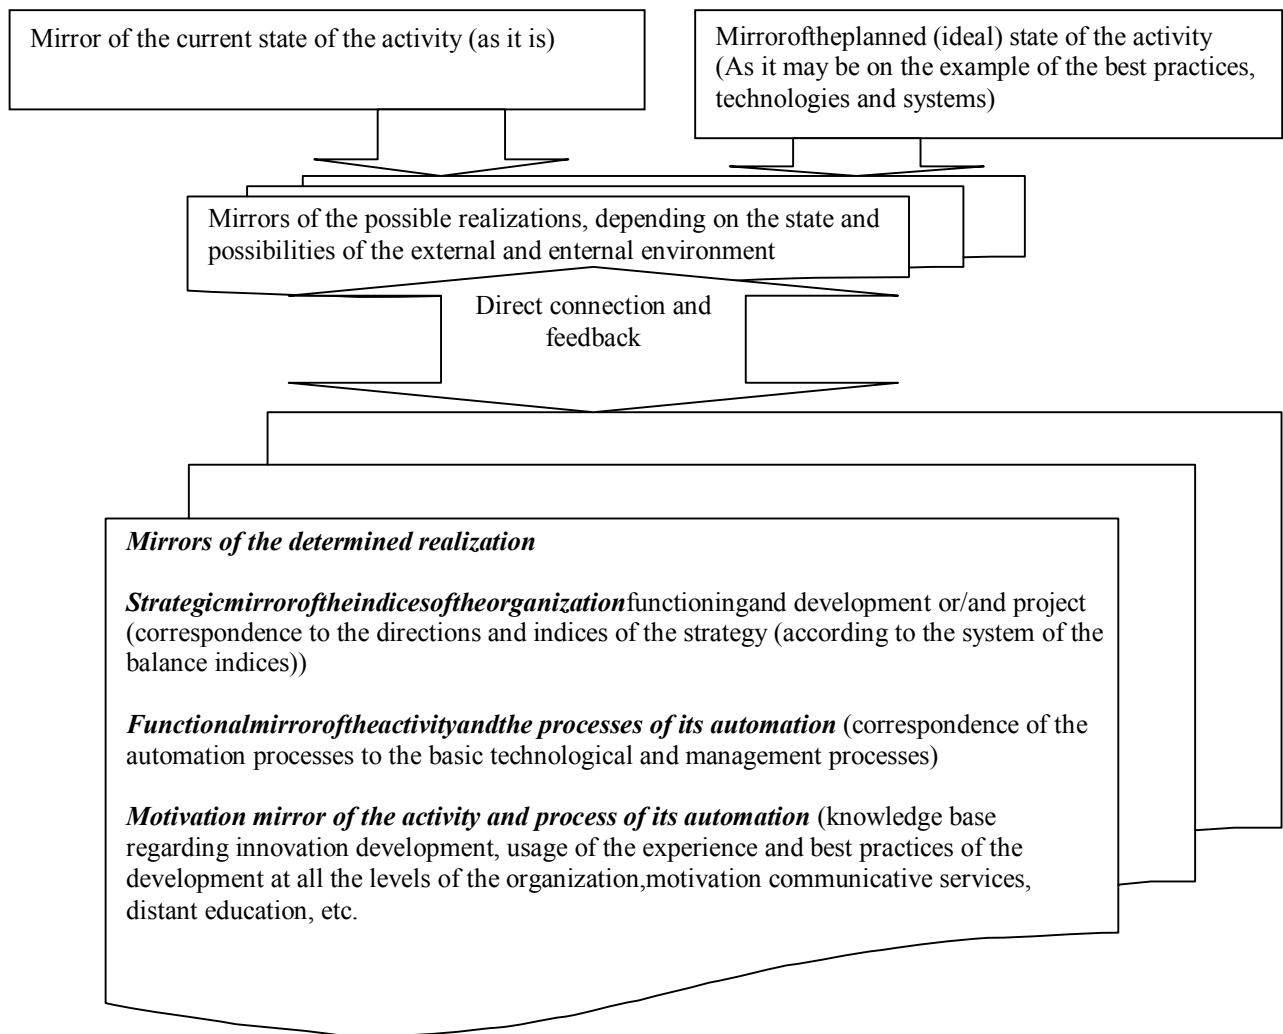 Mirror of the current state of the activity (as it is)
Mirroroftheplanned (ideal) state of the activity
(As it may be on the example of the best practices,
technologies and systems)
Mirrors of the possible realizations, depending on the state and
possibilities of the external and enternal environment
Direct connection and
feedback
Mirrors of the determined realization
Strategicmirroroftheindicesoftheorganizationfunctioningand development or/and project
(correspondence to the directions and indices of the strategy (according to the system of the
balance indices))
Functionalmirroroftheactivityandthe processes of its automation (correspondence of the
automation processes to the basic technological and management processes)
Motivation mirror of the activity and process of its automation (knowledge base
regarding innovation development, usage of the experience and best practices of the
development at all the levels of the organization,motivation communicative services,
distant education, etc.